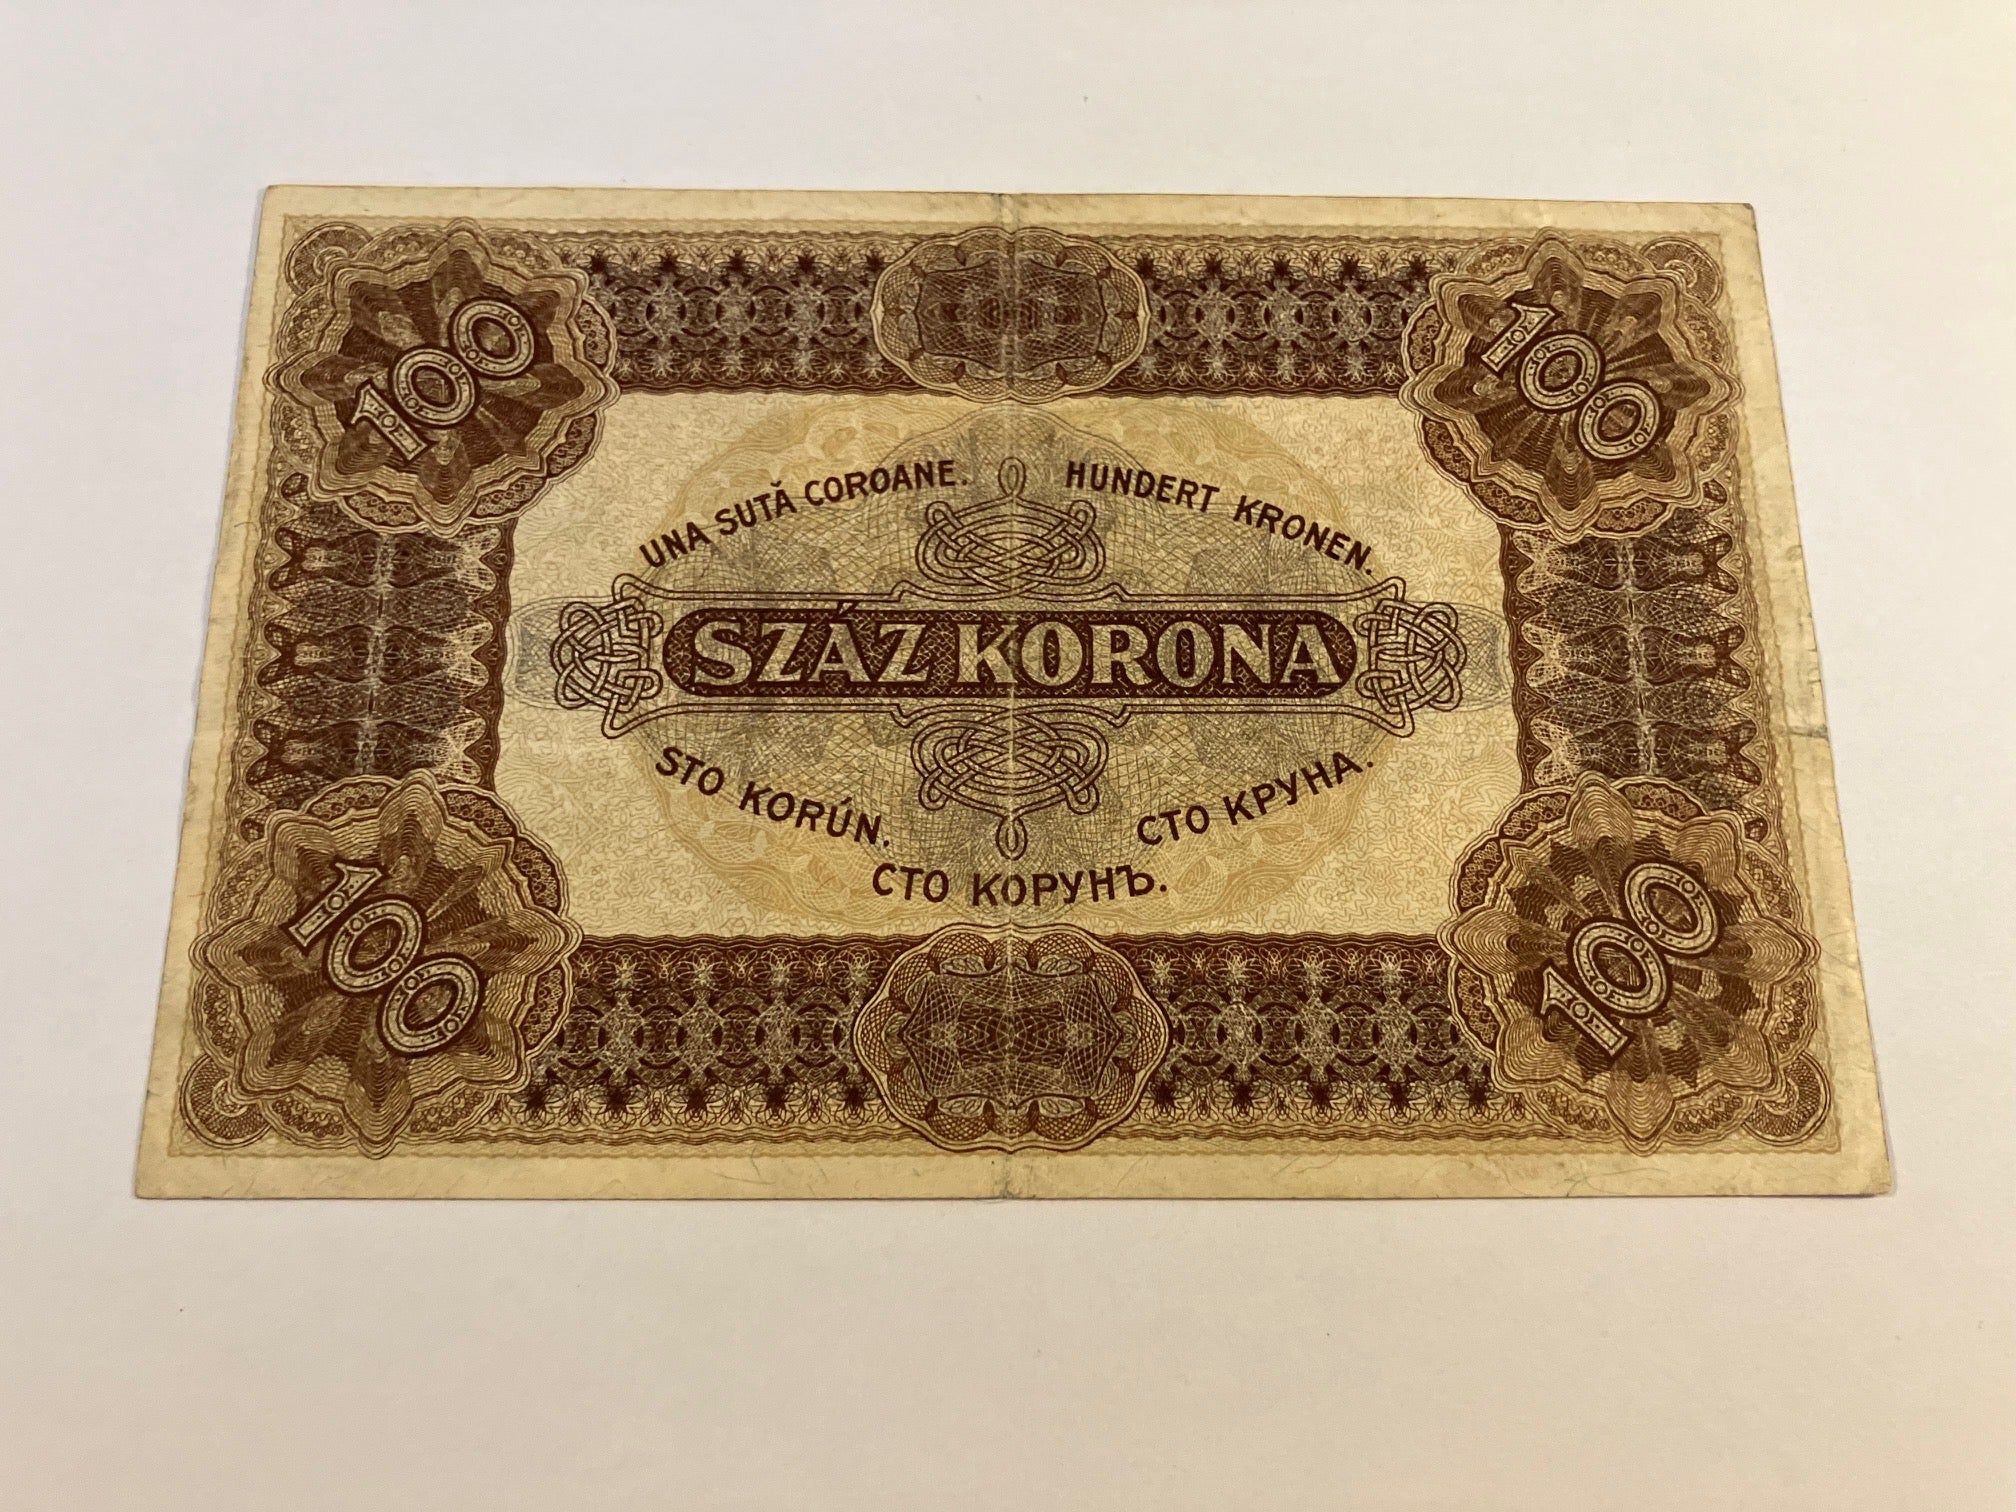 100
100
UNA SUTĂ COROANE.
HUNDERT KRONEN.
SZÁZ KORONA
STO KORÚN.
СТО КРУНА.
СТО КОРУНЪ.
100
100